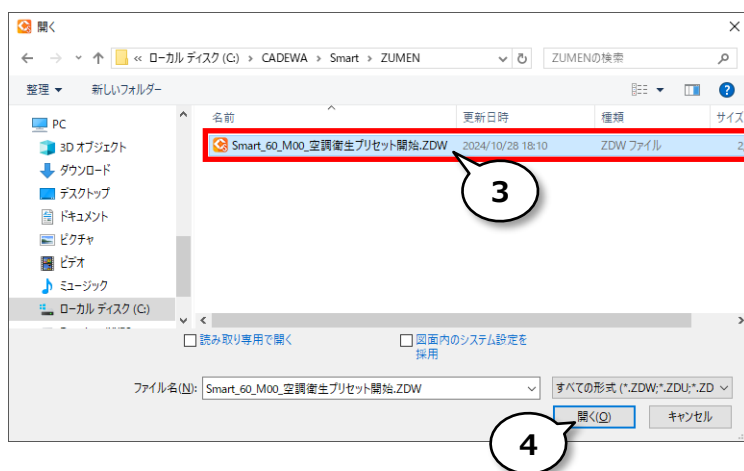 開く
« ローカル ディスク (C:) > CADEWA > Smart > ZUMEN
ZUMENの検索
整理 新しいフォルダー
名前 更新日時 種類 サイズ
PC
3D オブジェクト
ダウンロード
デスクトップ
ドキュメント
ピクチャ
ビデオ
ミュージック
ローカル ディスク (C:)
Smart_60_M00_空調衛生プリセット開始.ZDW 2024/10/28 18:10 ZDW ファイル 2
3
読み取り専用で開く
図面内のシステム設定を
採用
ファイル名(N): Smart_60_M00_空調衛生プリセット開始.ZDW すべての形式 (*.ZDW;*.ZDU;*.ZD
開く(O) キャンセル
4